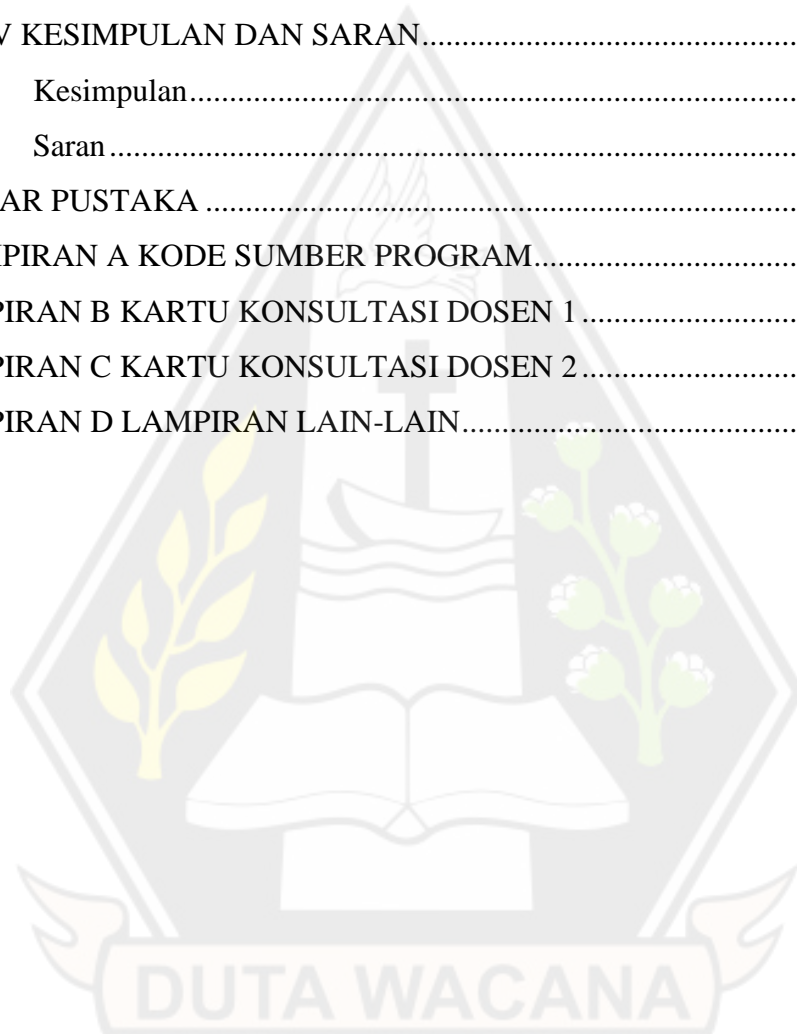 V KESIMPULAN DAN SARAN................................................
Kesimpulan............................................................................
Saran......................................................................................
AR PUSTAKA ..........................................................................
PIRAN A KODE SUMBER PROGRAM.................................
PIRAN B KARTU KONSULTASI DOSEN 1...........................
PIRAN C KARTU KONSULTASI DOSEN 2...........................
PIRAN D LAMPIRAN LAIN-LAIN..........................................
DUTA WACANA